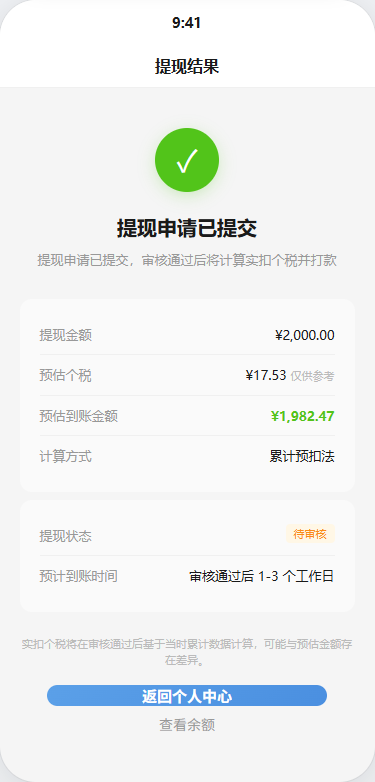 9:41
提现结果
提现申请已提交
提现申请已提交，审核通过后将计算实扣个税并打款
提现金额 ¥2,000.00
预估个税 ¥17.53 仅供参考
预估到账金额 ¥1,982.47
计算方式 累计预扣法
提现状态 待审核
预计到账时间 审核通过后 1-3 个工作日
实扣个税将在审核通过后基于当时累计数据计算，可能与预估金额存
在差异。
返回个人中心
查看余额